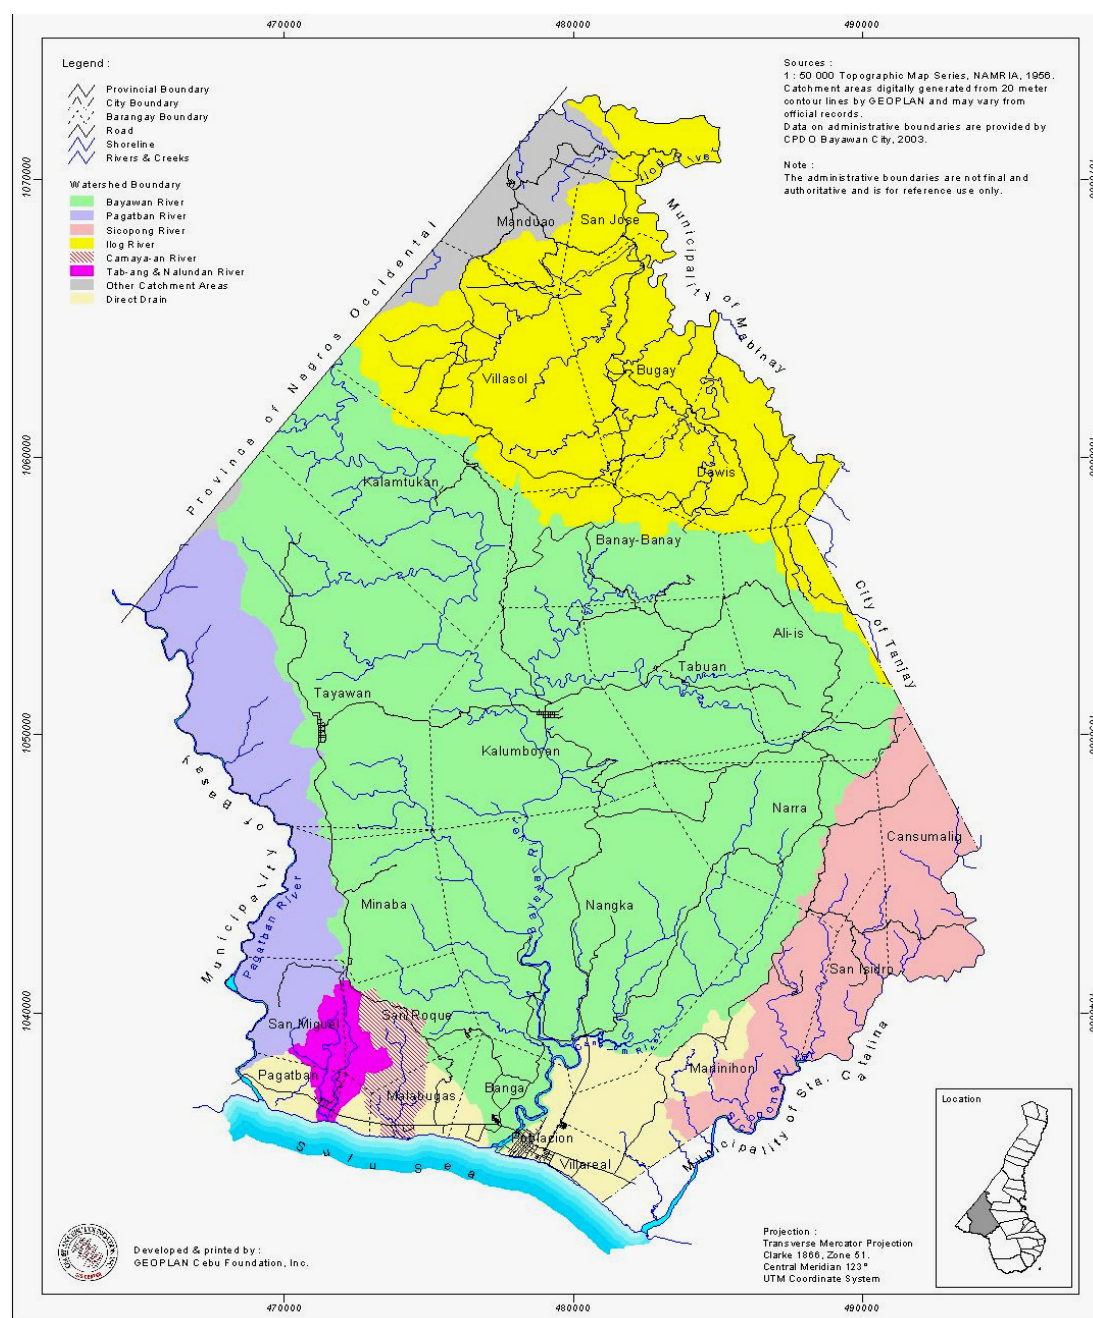 470000
480000
490000
Legend :
Provincial Boundary
City Boundary
Barangay Boundary
Road
Shoreline
Rivers & Creeks
Watershed Boundary
Bayawan River
Pagatban River
Sicopong River
Ilog River
Camaya-an River
Tab-ang & Nalundan River
Other Catchment Areas
Direct Drain
Sources :
1 : 50 000 Topographic Map Series, NAMRIA, 1956.
Catchment areas digitally generated from 20 meter
contour lines by GEOPLAN and may vary from
official records.
Data on administrative boundaries are provided by
CPDO Bayawan City, 2003.
Note :
The administrative boundaries are not final and
authoritative and is for reference use only.
1070000
1060000
1050000
1040000
Province of Negros Occidental
Municipality of Mabinay
City of Tanjay
Municipality of Basay
Municipality of Sta. Catalina
Ilog River
Manduao
San Jose
Villasol
Bugay
Dawis
Kalamtukan
Banay-Banay
Ali-is
Tabuan
Tayawan
Kalumboyan
Narra
Cansumalig
Minaba
Nangka
Pagatban River
San Isidro
San Miguel
San Roque
Maninihon
Pagatban
Malabugas
Banga
Poblacion
Villareal
Sulu Sea
Location
Developed & printed by :
GEOPLAN Cebu Foundation, Inc.
Projection :
Transverse Mercator Projection
Clarke 1866, Zone 51.
Central Meridian 123°
UTM Coordinate System
470000
480000
490000